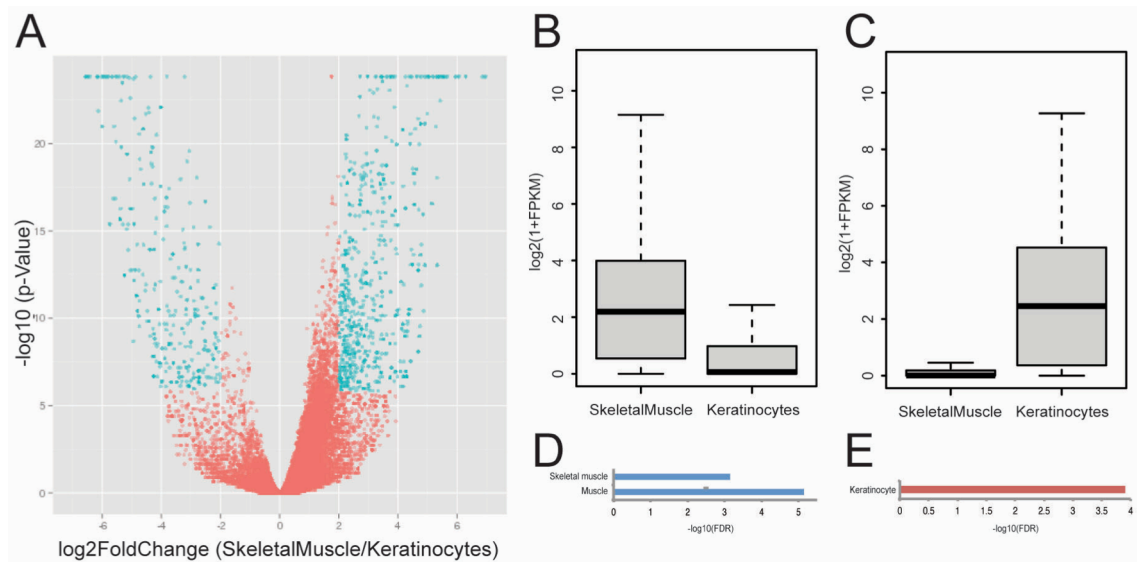 A
B
C
-log10 (p-Value)
20
15
10
5
0
-6
-4
-2
0
2
4
6
log2FoldChange (SkeletalMuscle/Keratinocytes)
log2(1+FPKM)
10
8
6
4
2
0
SkeletalMuscle
Keratinocytes
log2(1+FPKM)
10
8
6
4
2
0
SkeletalMuscle
Keratinocytes
D
Skeletal muscle
Muscle
0 1 2 3 4 5
-log10(FDR)
E
Keratinocyte
0 0.5 1 1.5 2 2.5 3 3.5 4
-log10(FDR)